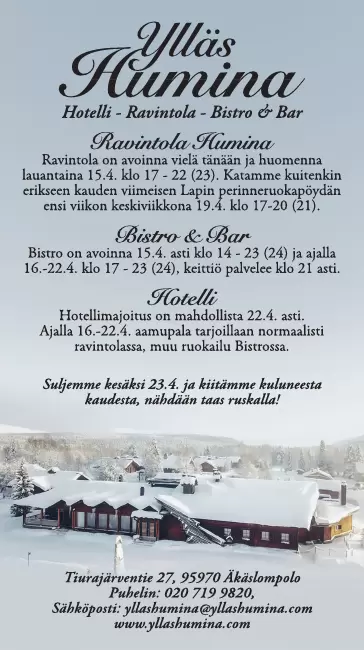 Ylläs
Humina
Hotelli - Ravintola - Bistro & Bar
Ravintola Humina
Ravintola on avoinna vielä tänään ja huomenna
lauantaina 15.4. klo 17 - 22 (23). Katamme kuitenkin
erikseen kauden viimeisen Lapin perinneruokapöydän
ensi viikon keskiviikkona 19.4. klo 17-20 (21).
Bistro & Bar
Bistro on avoinna 15.4. asti klo 14 - 23 (24) ja ajalla
16.-22.4. klo 17 - 23 (24), keittiö palvelee klo 21 asti.
Hotelli
Hotellimajoitus on mahdollista 22.4. asti.
Ajalla 16.-22.4. aamupala tarjoillaan normaalisti
ravintolassa, muu ruokailu Bistrossa.
Suljemme kesäksi 23.4. ja kiitämme kuluneesta
kaudesta, nähdään taas ruskalla!
Tiurajärventie 27, 95970 Äkäslompolo
Puhelin: 020 719 9820,
Sähköposti: yllashumina@yllashumina.com
www.yllashumina.com